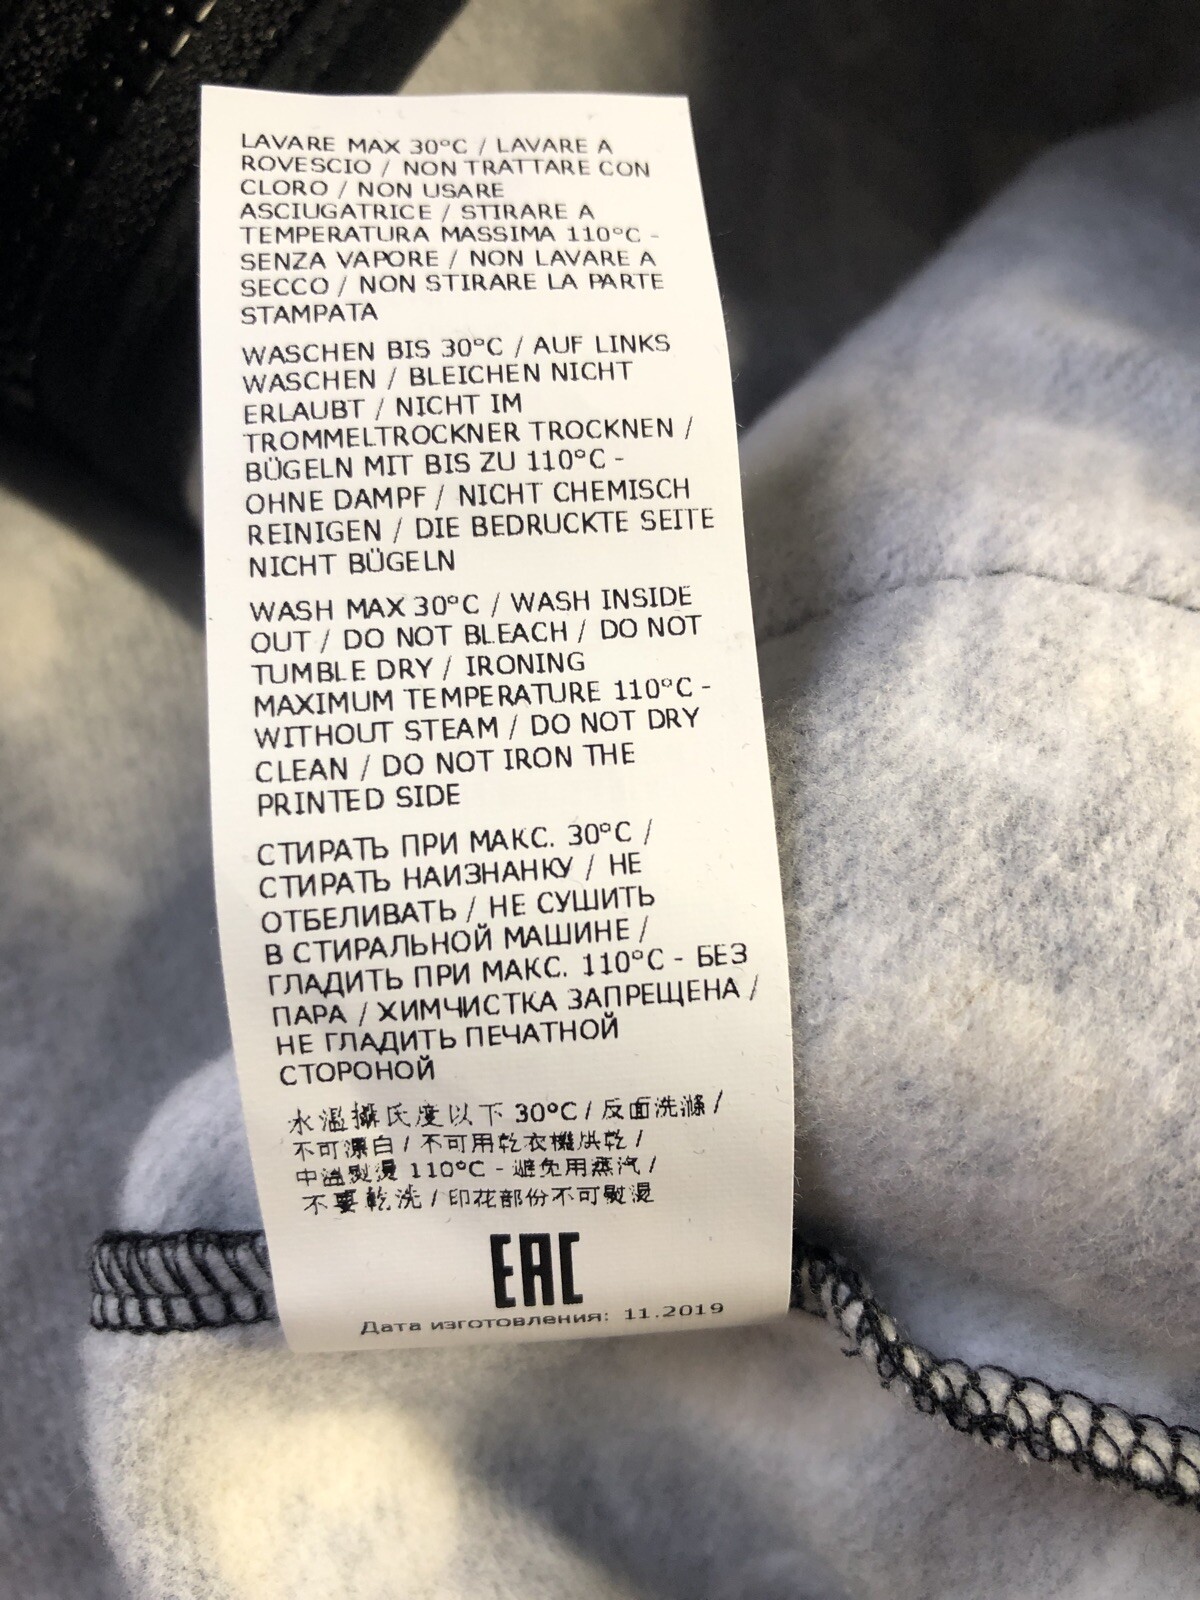 LAVARE MAX 30°C / LAVARE A
ROVESCIO / NON TRATTARE CON
CLORO / NON USARE
ASCIUGATRICE / STIRARE A
TEMPERATURA MASSIMA 110°C -
SENZA VAPORE / NON LAVARE A
SECCO / NON STIRARE LA PARTE
STAMPATA
WASCHEN BIS 30°C / AUF LINKS
WASCHEN / BLEICHEN NICHT
ERLAUBT / NICHT IM
TROMMELTROCKNER TROCKNEN /
BÜGELN MIT BIS ZU 110°C -
OHNE DAMPF / NICHT CHEMISCH
REINIGEN / DIE BEDRUCKTE SEITE
NICHT BÜGELN
WASH MAX 30°C / WASH INSIDE
OUT / DO NOT BLEACH / DO NOT
TUMBLE DRY / IRONING
MAXIMUM TEMPERATURE 110°C -
WITHOUT STEAM / DO NOT DRY
CLEAN / DO NOT IRON THE
PRINTED SIDE
СТИРАТЬ ПРИ МАКС. 30°C /
СТИРАТЬ НАИЗНАНКУ / НЕ
ОТБЕЛИВАТЬ / НЕ СУШИТЬ
В СТИРАЛЬНОЙ МАШИНЕ /
ГЛАДИТЬ ПРИ МАКС. 110°C - БЕЗ
ПАРА / ХИМЧИСТКА ЗАПРЕЩЕНА /
НЕ ГЛАДИТЬ ПЕЧАТНОЙ
СТОРОНОЙ
水温攝氏度以下 30°C / 反面洗滌 /
不可漂白 / 不可用乾衣機烘乾 /
中溫熨燙 110°C - 避免用蒸汽 /
不要乾洗 / 印花部份不可熨燙
EAC
Дата изготовления: 11.2019